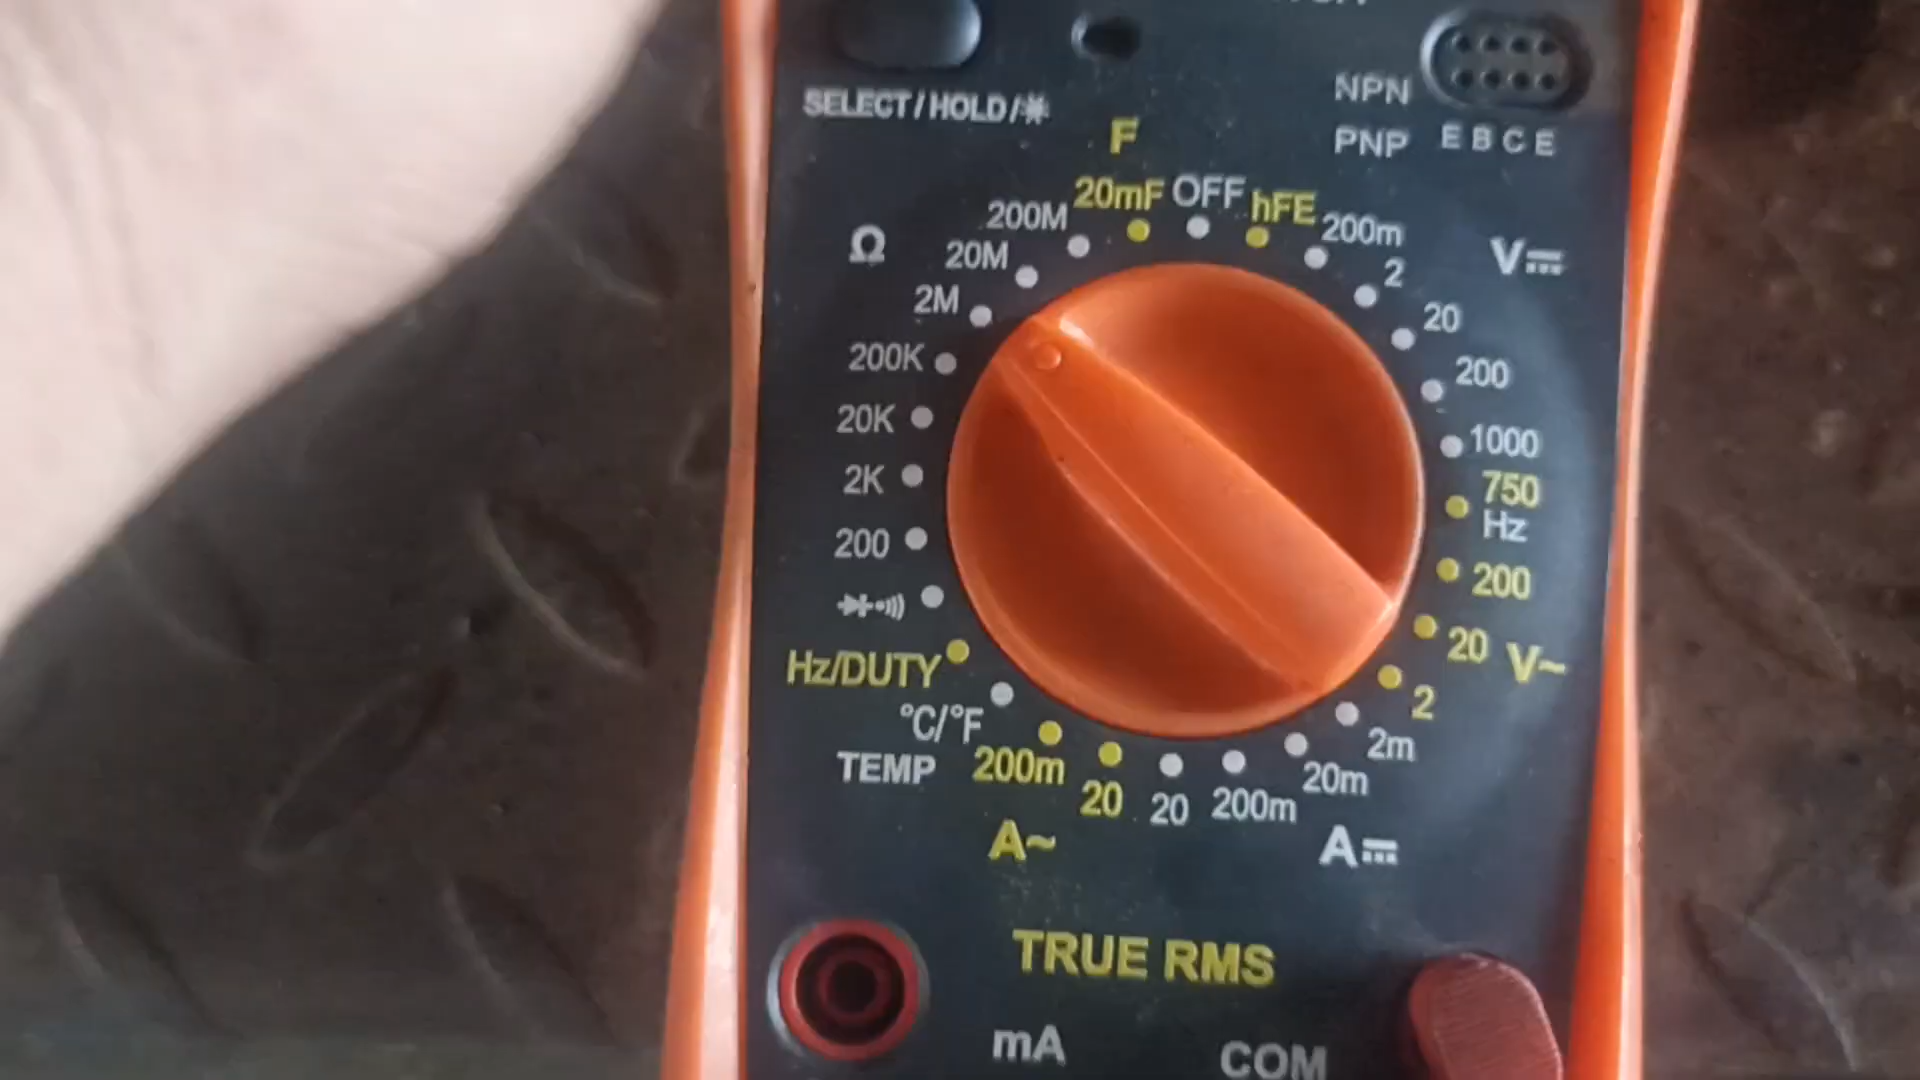 SELECT / HOLD /☀
NPN
PNP
E B C E
F
20mF
OFF
hFE
200m
2
20
200
1000
V⎓
750
Hz
200
20
2
V~
2m
20m
200m
20
A⎓
20
200m
A~
°C/°F
TEMP
Hz/DUTY
200
2K
20K
200K
2M
20M
200M
Ω
TRUE RMS
mA
COM